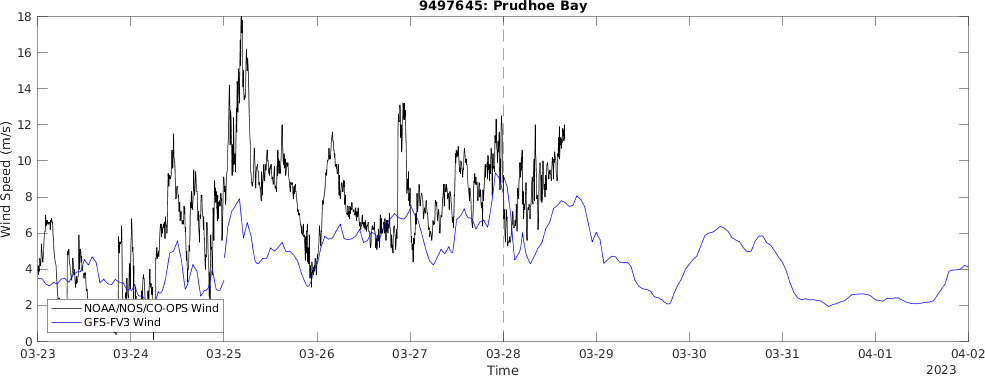 9497645: Prudhoe Bay
18
16
14
12
10
8
6
4
2
0
Wind Speed (m/s)
NOAA/NOS/CO-OPS Wind
GFS-FV3 Wind
03-23 03-24 03-25 03-26 03-27 03-28 03-29 03-30 03-31 04-01 04-02
Time
2023